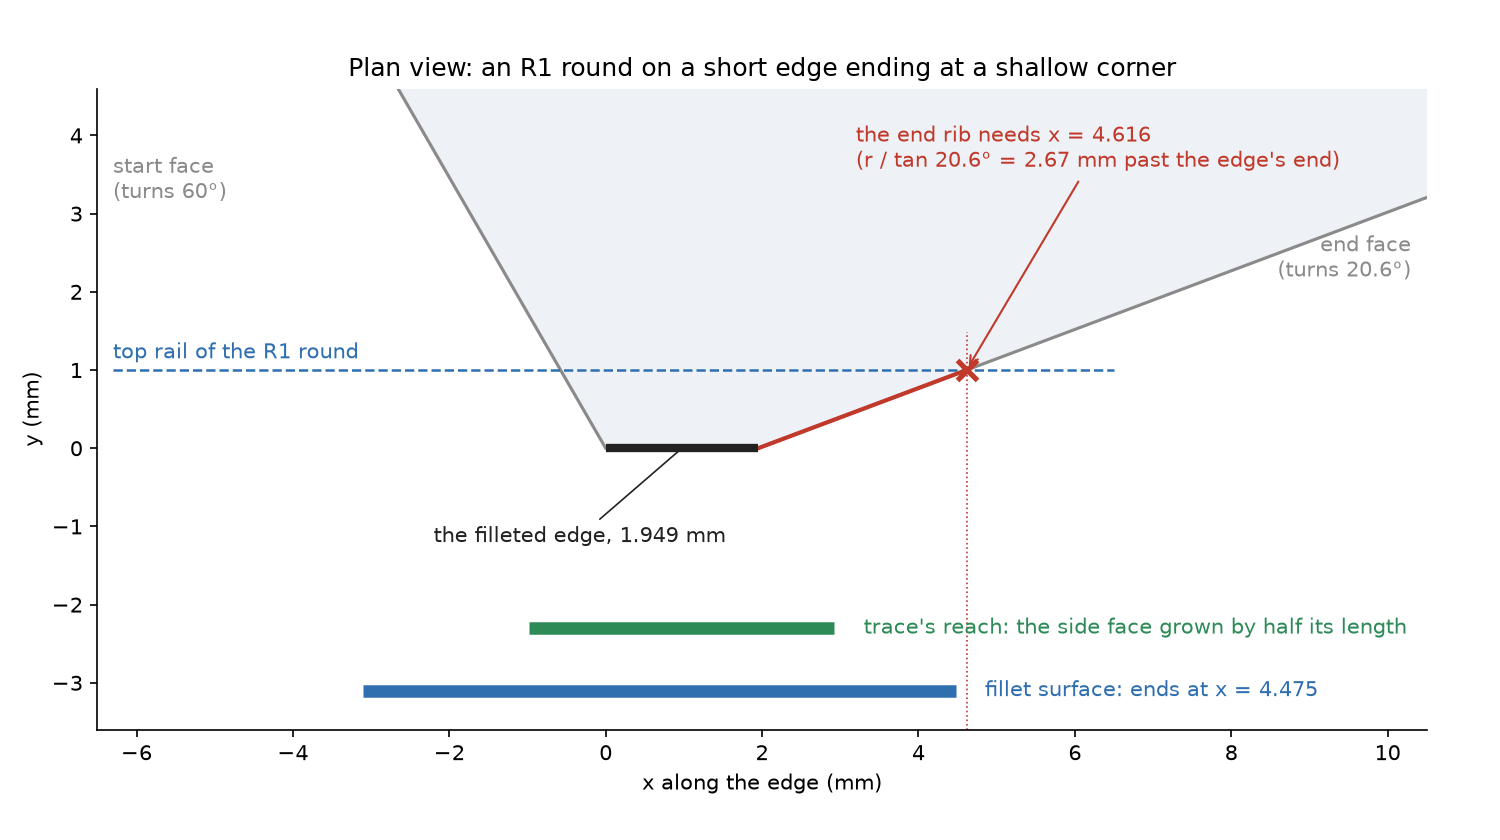 Plan view: an R1 round on a short edge ending at a shallow corner
the end rib needs x = 4.616
(r / tan 20.6° = 2.67 mm past the edge's end)
start face
(turns 60°)
end face
(turns 20.6°)
top rail of the R1 round
the filleted edge, 1.949 mm
trace's reach: the side face grown by half its length
fillet surface: ends at x = 4.475
y (mm)
4
3
2
1
0
−1
−2
−3
−6
−4
−2
0
2
4
6
8
10
x along the edge (mm)